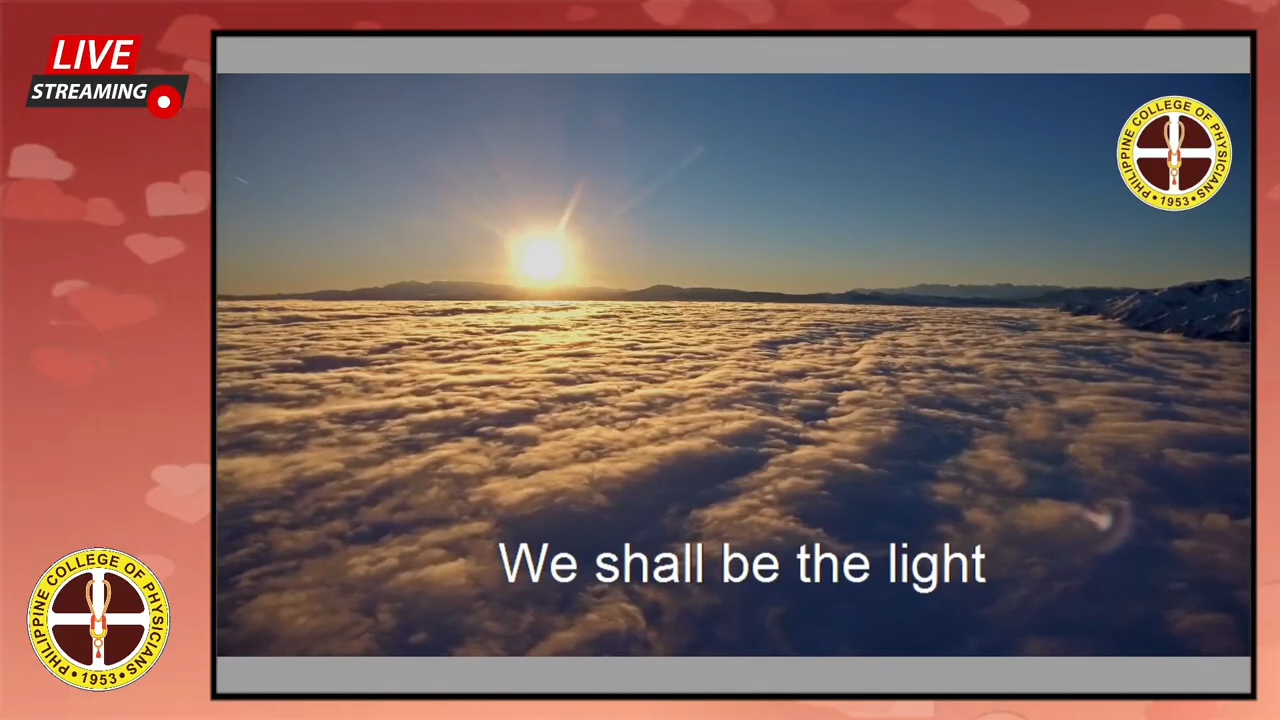 LIVE
STREAMING
PHILIPPINE COLLEGE OF PHYSICIANS
• 1953 •
We shall be the light
PHILIPPINE COLLEGE OF PHYSICIANS
• 1953 •